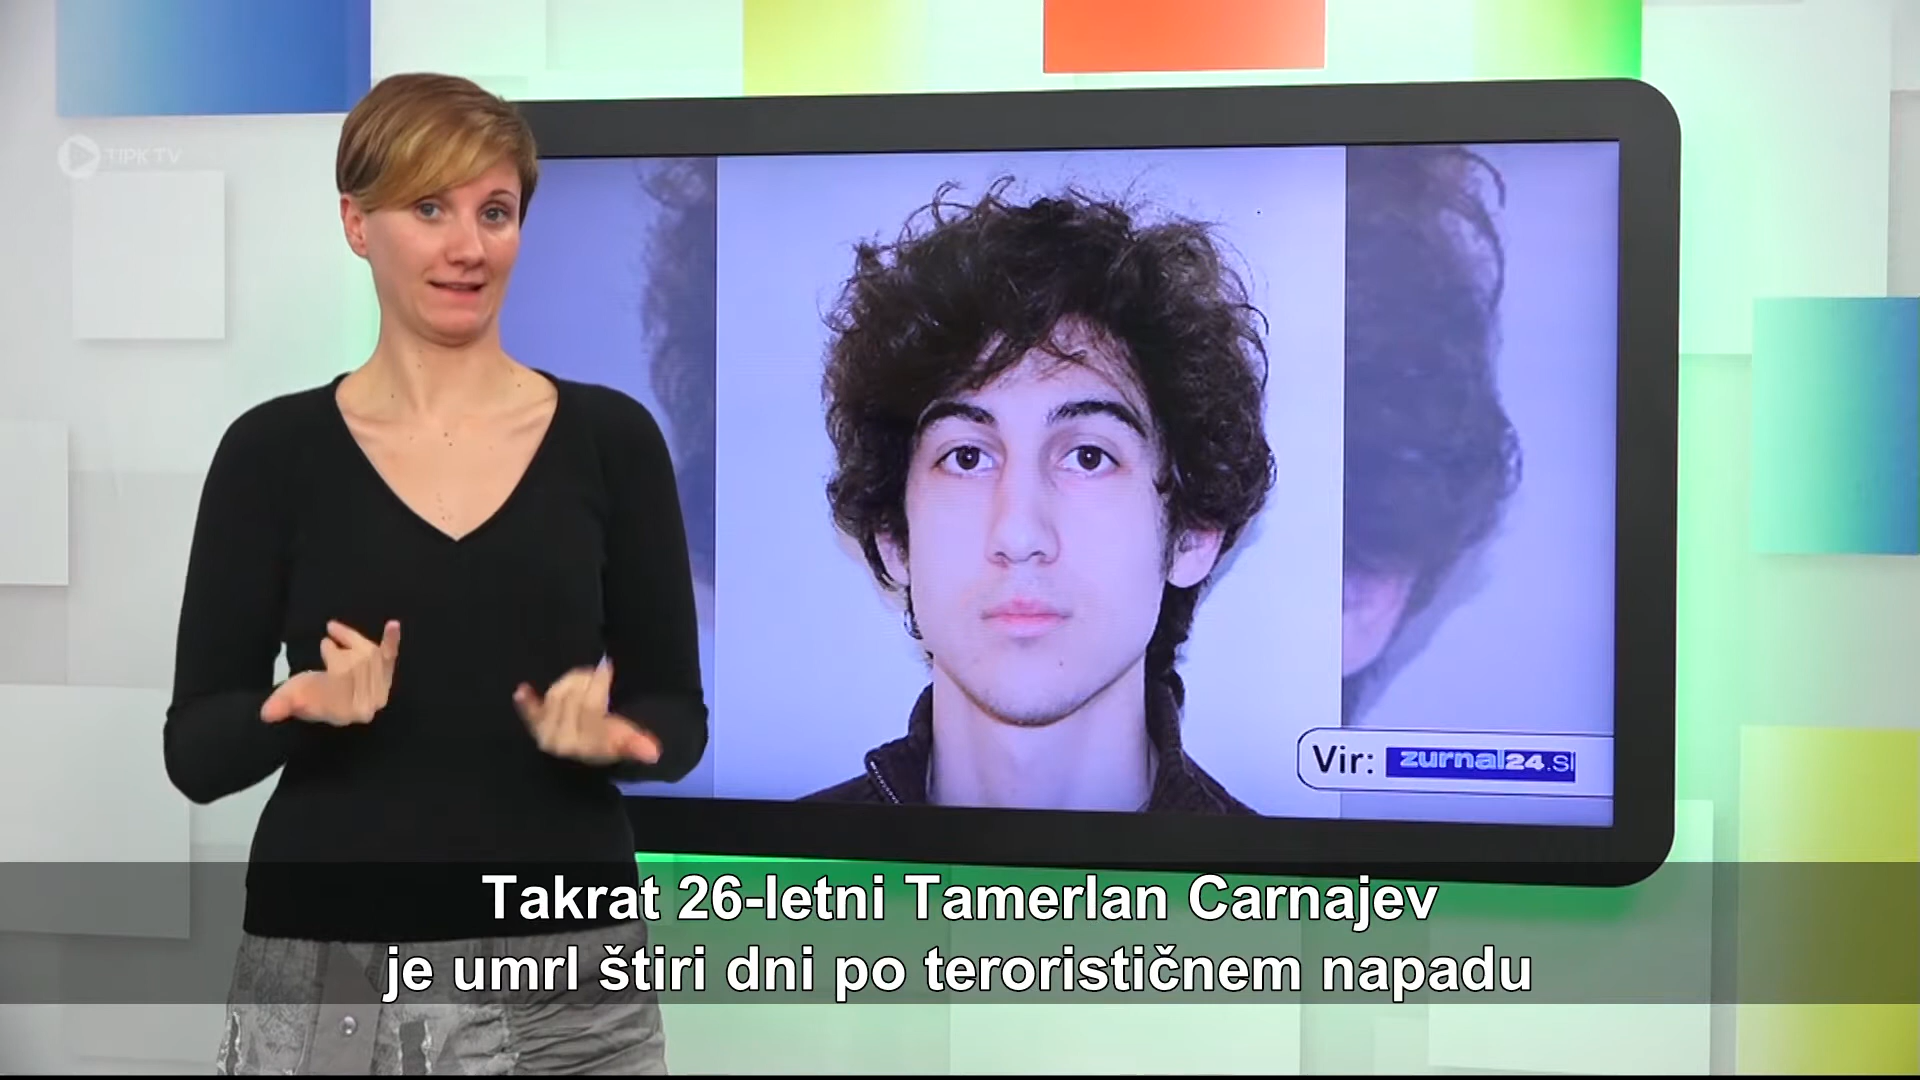 TIPK TV
Vir: zurnal24.si
Takrat 26-letni Tamerlan Carnajev
je umrl štiri dni po terorističnem napadu